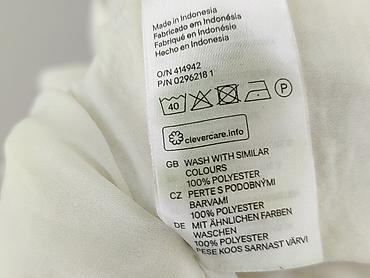 Made in Indonesia
Fabricado em Indonésia
Fabriqué en Indonésie
Hecho en Indonesia
O/N 414942
P/N 0296218 1
40
P
clevercare.info
GB WASH WITH SIMILAR
COLOURS
100% POLYESTER
CZ PERTE S PODOBNÝMI
BARVAMI
100% POLYESTER
DE MIT ÄHNLICHEN FARBEN
WASCHEN
100% POLYESTER
PESE KOOS SARNAST VÄRVI